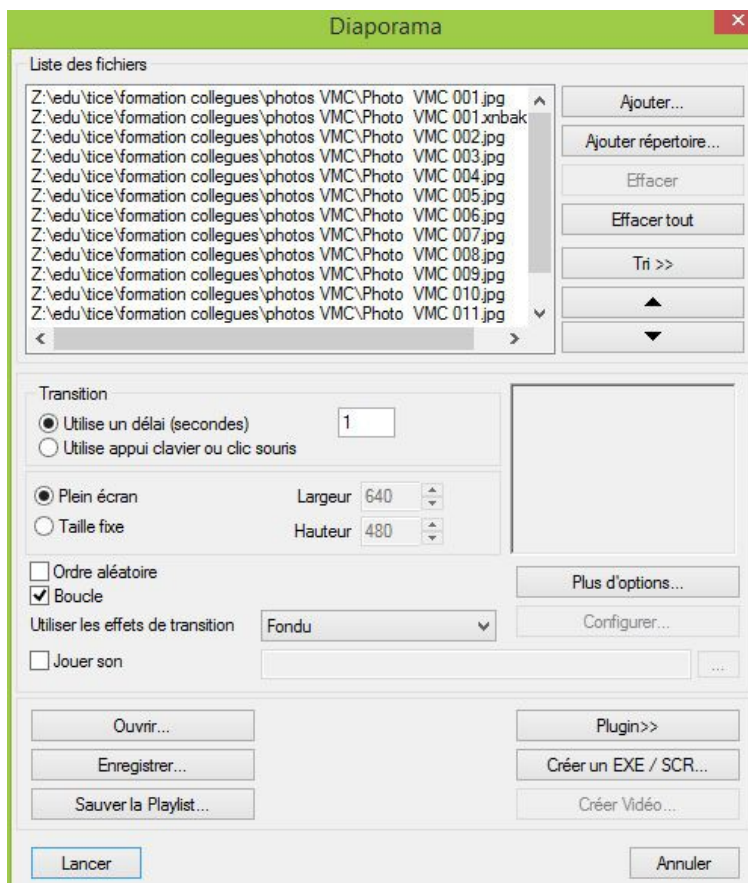 Diaporama
Liste des fichiers
Z:\edu\tice\formation collegues\photos VMC\Photo VMC 001.jpg
Z:\edu\tice\formation collegues\photos VMC\Photo VMC 001.xnbak
Z:\edu\tice\formation collegues\photos VMC\Photo VMC 002.jpg
Z:\edu\tice\formation collegues\photos VMC\Photo VMC 003.jpg
Z:\edu\tice\formation collegues\photos VMC\Photo VMC 004.jpg
Z:\edu\tice\formation collegues\photos VMC\Photo VMC 005.jpg
Z:\edu\tice\formation collegues\photos VMC\Photo VMC 006.jpg
Z:\edu\tice\formation collegues\photos VMC\Photo VMC 007.jpg
Z:\edu\tice\formation collegues\photos VMC\Photo VMC 008.jpg
Z:\edu\tice\formation collegues\photos VMC\Photo VMC 009.jpg
Z:\edu\tice\formation collegues\photos VMC\Photo VMC 010.jpg
Z:\edu\tice\formation collegues\photos VMC\Photo VMC 011.jpg
Ajouter...
Ajouter répertoire...
Effacer
Effacer tout
Tri >>
Transition
Utilise un délai (secondes) 1
Utilise appui clavier ou clic souris
Plein écran Largeur 640
Taille fixe Hauteur 480
Ordre aléatoire
Boucle
Plus d'options...
Utiliser les effets de transition Fondu
Configurer...
Jouer son ...
Ouvrir... Plugin>>
Enregistrer... Créer un EXE / SCR...
Sauver la Playlist... Créer Vidéo...
Lancer Annuler